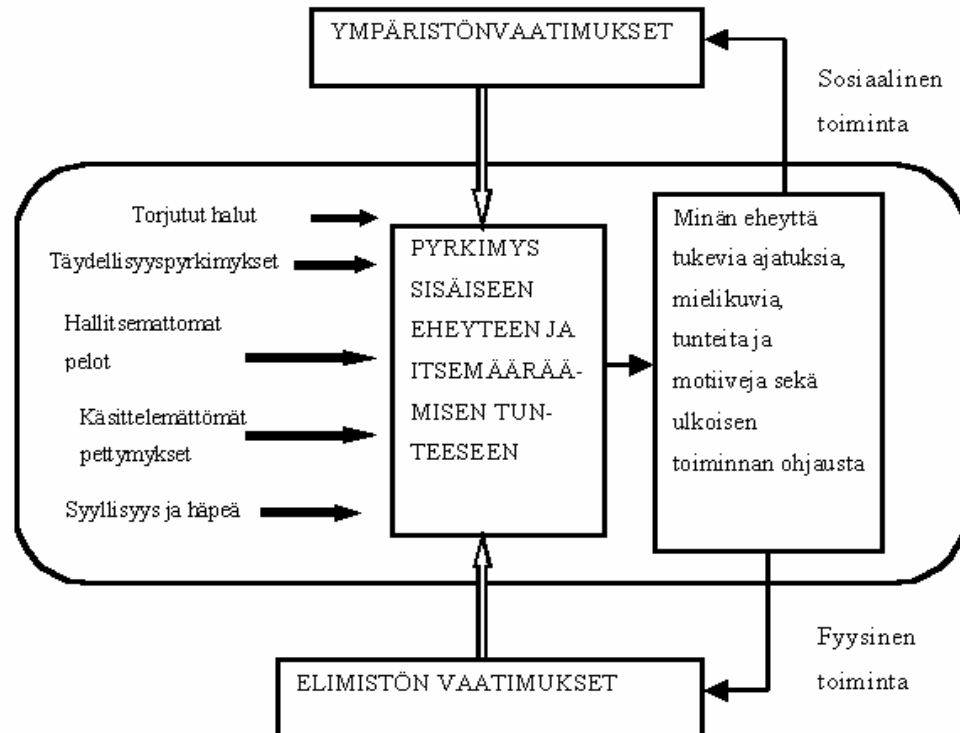 YMPÄRISTÖNVAATIMUKSET
Sosiaalinen
toiminta
Torjutut halut
Täydellisyyspyrkimykset
Hallitsemattomat
pelot
Käsittelemättömät
pettymykset
Syyllisyys ja häpeä
PYRKIMYS
SISÄISEEN
EHEYTEEN JA
ITSEMÄÄRÄÄ-
MISEN TUN-
TEESEEN
Minän eheyttä
tukevia ajatuksia,
mielikuvia,
tunteita ja
motiiveja sekä
ulkoisen
toiminnan ohjausta
Fyysinen
toiminta
ELIMISTÖN VAATIMUKSET